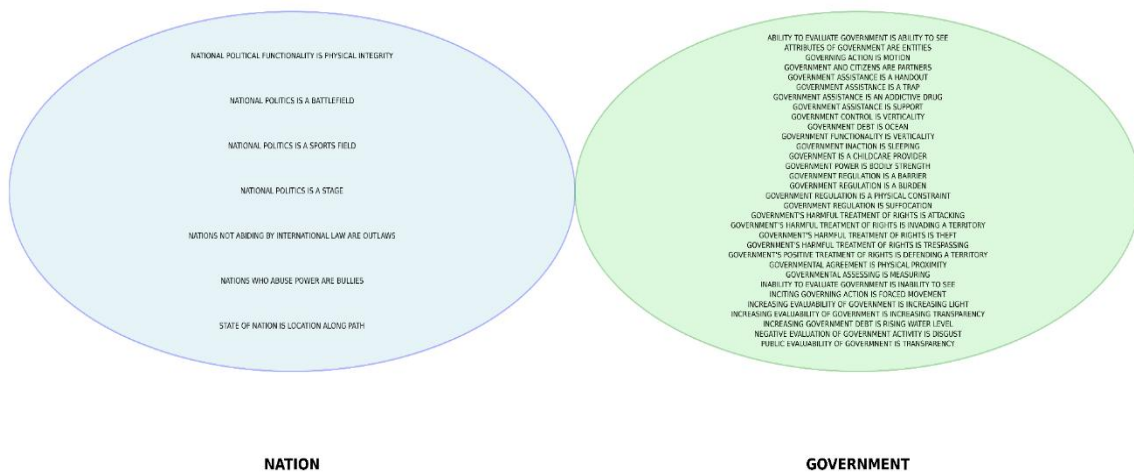 NATIONAL POLITICAL FUNCTIONALITY IS PHYSICAL INTEGRITY
NATIONAL POLITICS IS A BATTLEFIELD
NATIONAL POLITICS IS A SPORTS FIELD
NATIONAL POLITICS IS A STAGE
NATIONS NOT ABIDING BY INTERNATIONAL LAW ARE OUTLAWS
NATIONS WHO ABUSE POWER ARE BULLIES
STATE OF NATION IS LOCATION ALONG PATH
NATION
ABILITY TO EVALUATE GOVERNMENT IS ABILITY TO SEE
ATTRIBUTES OF GOVERNMENT ARE ENTITIES
GOVERNING ACTION IS MOTION
GOVERNMENT AND CITIZENS ARE PARTNERS
GOVERNMENT ASSISTANCE IS A HANDOUT
GOVERNMENT ASSISTANCE IS A TRAP
GOVERNMENT ASSISTANCE IS AN ADDICTIVE DRUG
GOVERNMENT ASSISTANCE IS SUPPORT
GOVERNMENT CONTROL IS VERTICALITY
GOVERNMENT DEBT IS OCEAN
GOVERNMENT FUNCTIONALITY IS VERTICALITY
GOVERNMENT INACTION IS SLEEPING
GOVERNMENT IS A CHILDCARE PROVIDER
GOVERNMENT POWER IS BODILY STRENGTH
GOVERNMENT REGULATION IS A BARRIER
GOVERNMENT REGULATION IS A BURDEN
GOVERNMENT REGULATION IS A PHYSICAL CONSTRAINT
GOVERNMENT REGULATION IS SUFFOCATION
GOVERNMENT'S HARMFUL TREATMENT OF RIGHTS IS ATTACKING
GOVERNMENT'S HARMFUL TREATMENT OF RIGHTS IS INVADING A TERRITORY
GOVERNMENT'S HARMFUL TREATMENT OF RIGHTS IS THEFT
GOVERNMENT'S HARMFUL TREATMENT OF RIGHTS IS TRESPASSING
GOVERNMENT'S POSITIVE TREATMENT OF RIGHTS IS DEFENDING A TERRITORY
GOVERNMENTAL AGREEMENT IS PHYSICAL PROXIMITY
GOVERNMENTAL ASSESSING IS MEASURING
INABILITY TO EVALUATE GOVERNMENT IS INABILITY TO SEE
INCITING GOVERNING ACTION IS FORCED MOVEMENT
INCREASING EVALUABILITY OF GOVERNMENT IS INCREASING LIGHT
INCREASING EVALUABILITY OF GOVERNMENT IS INCREASING TRANSPARENCY
INCREASING GOVERNMENT DEBT IS RISING WATER LEVEL
NEGATIVE EVALUATION OF GOVERNMENT ACTIVITY IS DISGUST
PUBLIC EVALUABILITY OF GOVERMNENT IS TRANSPARENCY
GOVERNMENT